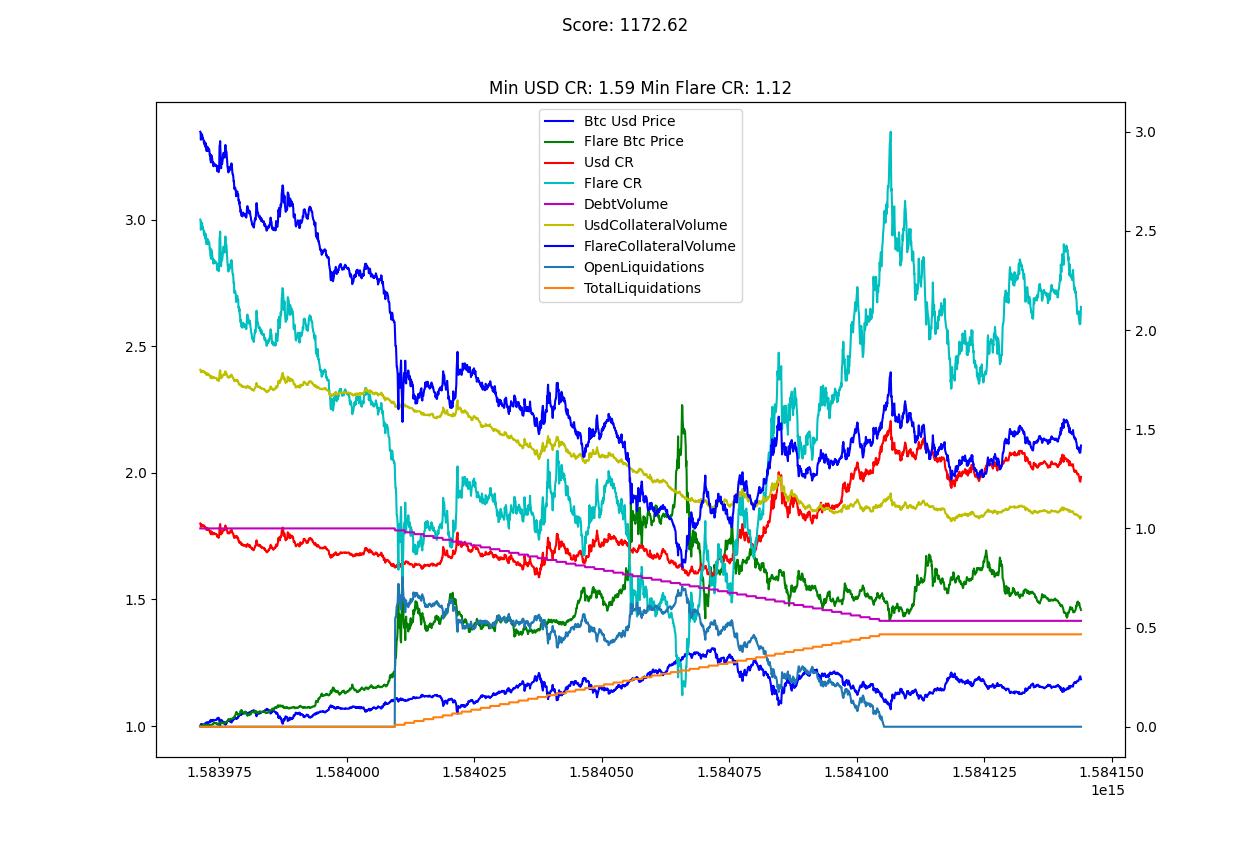 Score: 1172.62
Min USD CR: 1.59 Min Flare CR: 1.12
Btc Usd Price
Flare Btc Price
Usd CR
Flare CR
DebtVolume
UsdCollateralVolume
FlareCollateralVolume
OpenLiquidations
TotalLiquidations
3.0
2.5
2.0
1.5
1.0
3.0
2.5
2.0
1.5
1.0
0.5
0.0
1.583975 1.584000 1.584025 1.584050 1.584075 1.584100 1.584125 1.584150
1e15